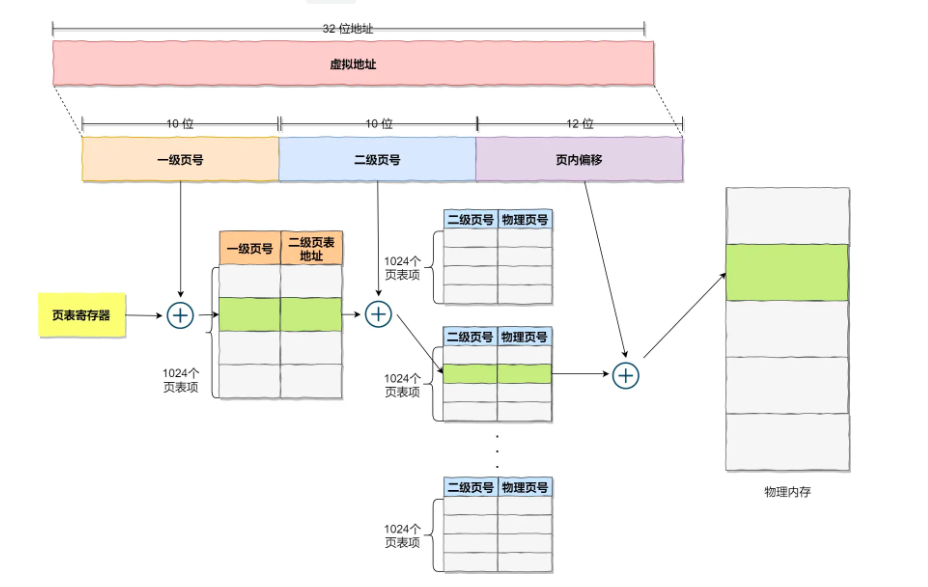 32 位地址
虚拟地址
10 位
10 位
12 位
一级页号
二级页号
页内偏移
二级页号 物理页号
一级页号
二级页表
地址
1024个
页表项
页表寄存器
二级页号 物理页号
1024个
页表项
1024个
页表项
二级页号 物理页号
物理内存
1024个
页表项